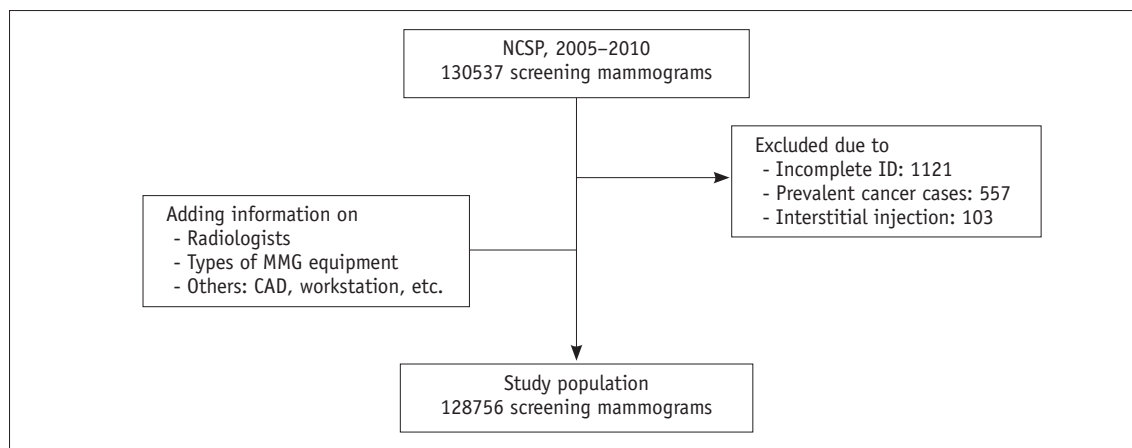 NCSP, 2005–2010
130537 screening mammograms
Excluded due to
- Incomplete ID: 1121
- Prevalent cancer cases: 557
- Interstitial injection: 103
Adding information on
- Radiologists
- Types of MMG equipment
- Others: CAD, workstation, etc.
Study population
128756 screening mammograms